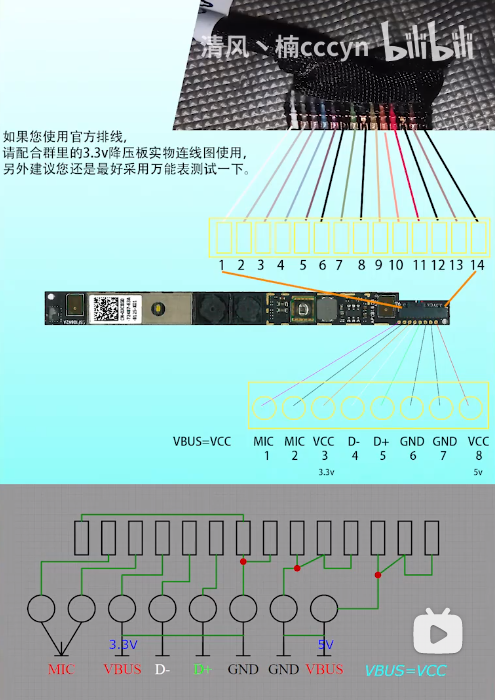 清风丶楠cccyn bilibili
如果您使用官方排线,
请配合群里的3.3v降压板实物连线图使用,
另外建议您还是最好采用万能表测试一下。
1 2 3 4 5 6 7 8 9 10 11 12 13 14
VBUS=VCC MIC MIC VCC D- D+ GND GND VCC
1 2 3 4 5 6 7 8
3.3v 5v
3.3V 5V
MIC VBUS D- D+ GND GND VBUS VBUS=VCC